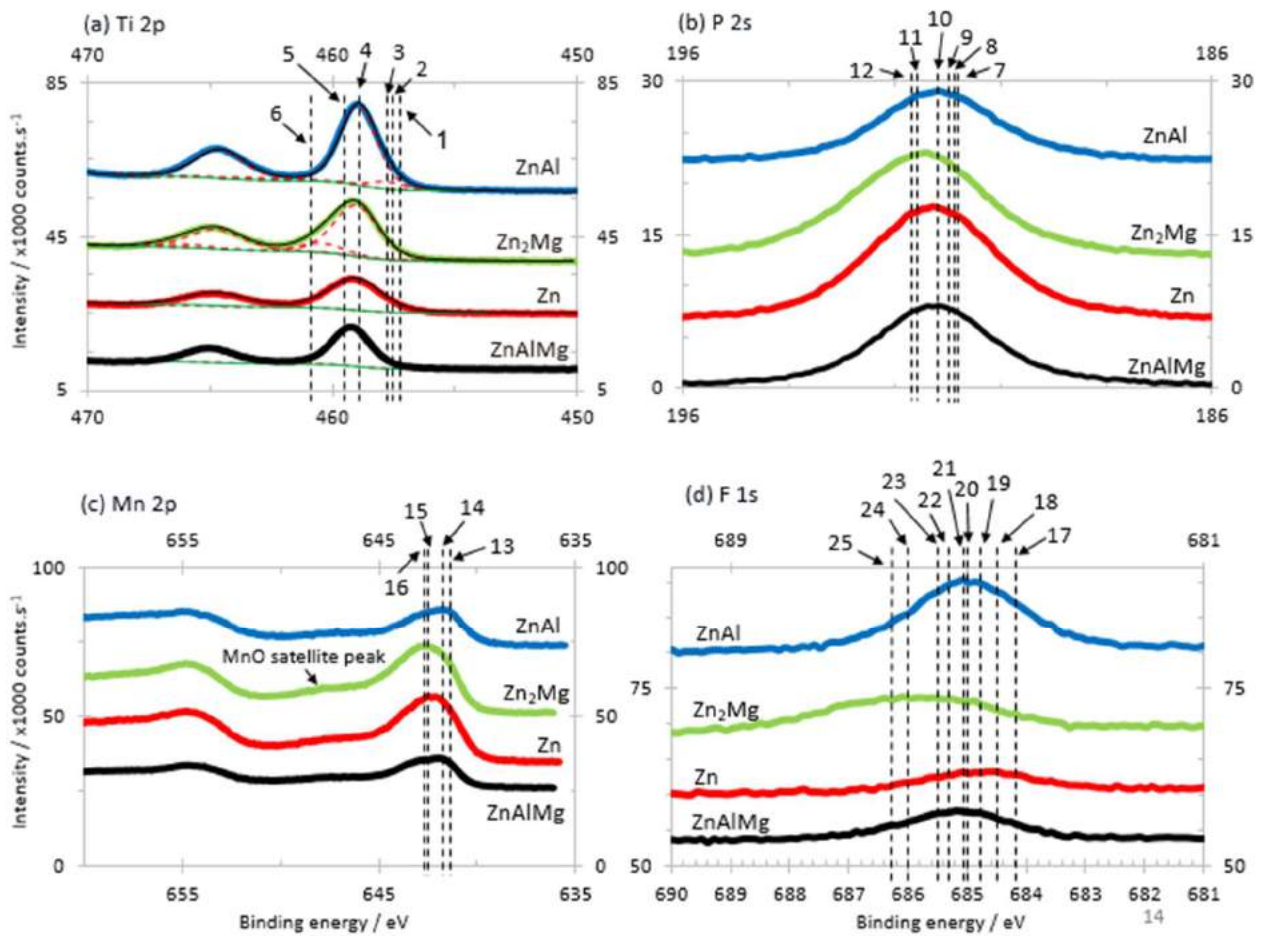 (a) Ti 2p
470 460 450
5 4 3 2
6 1
85 85
ZnAl
45 Zn₂Mg 45
Zn
ZnAlMg
5 5
470 460 450
Intensity / x1000 counts.s⁻¹
(b) P 2s
196 186
12 11 10 9 8 7
30 30
ZnAl
Zn₂Mg
15 15
Zn
ZnAlMg
0 0
196 186
(c) Mn 2p
655 645 635
15 14
16 13
100 100
ZnAl
MnO satellite peak
Zn₂Mg
50 50
Zn
ZnAlMg
0 0
655 645 635
Binding energy / eV
Intensity / x1000 counts.s⁻¹
(d) F 1s
689 681
25 24 23 22 21 20 19 18 17
ZnAl
75 75
Zn₂Mg
Zn
ZnAlMg
50 50
690 689 688 687 686 685 684 683 682 681
Binding energy / eV
14